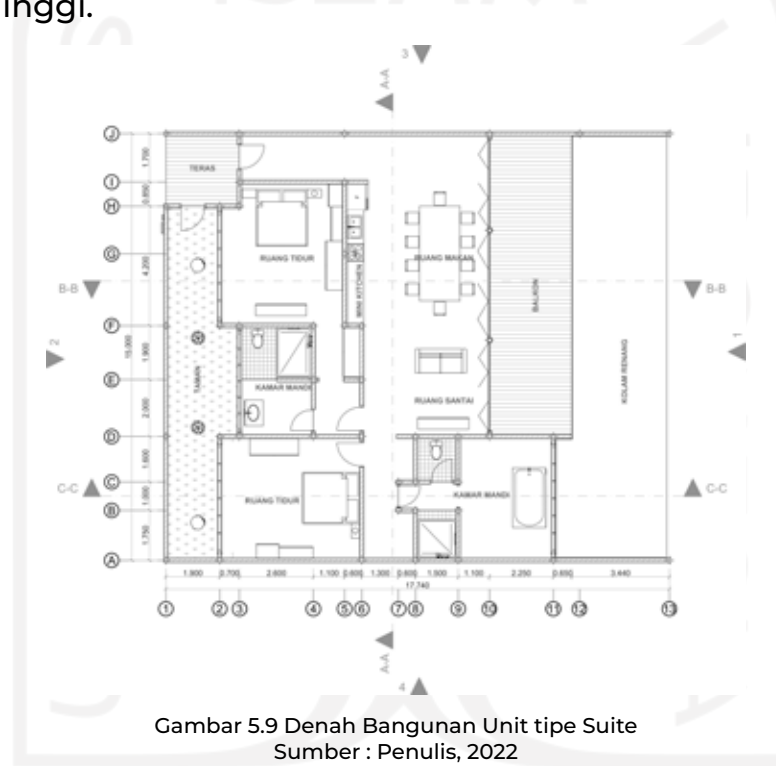 inggi.
3
A-A
J
I
H
G
F
E
D
C
B
A
1.700
0.850
4.200
1.900
2.000
1.600
1.000
1.750
15.000
TERAS
RUANG TIDUR
MINI KITCHEN
RUANG MAKAN
BALKON
KOLAM RENANG
B-B
B-B
2
1
TAMAN
KAMAR MANDI
RUANG SANTAI
C-C
C-C
RUANG TIDUR
KAMAR MANDI
1.900 0.700 2.600 1.100 0.600 1.300 0.600 1.500 1.100 2.250 0.650 3.440
17.740
1 2 3 4 5 6 7 8 9 10 11 12 13
A-A
4
Gambar 5.9 Denah Bangunan Unit tipe Suite
Sumber : Penulis, 2022